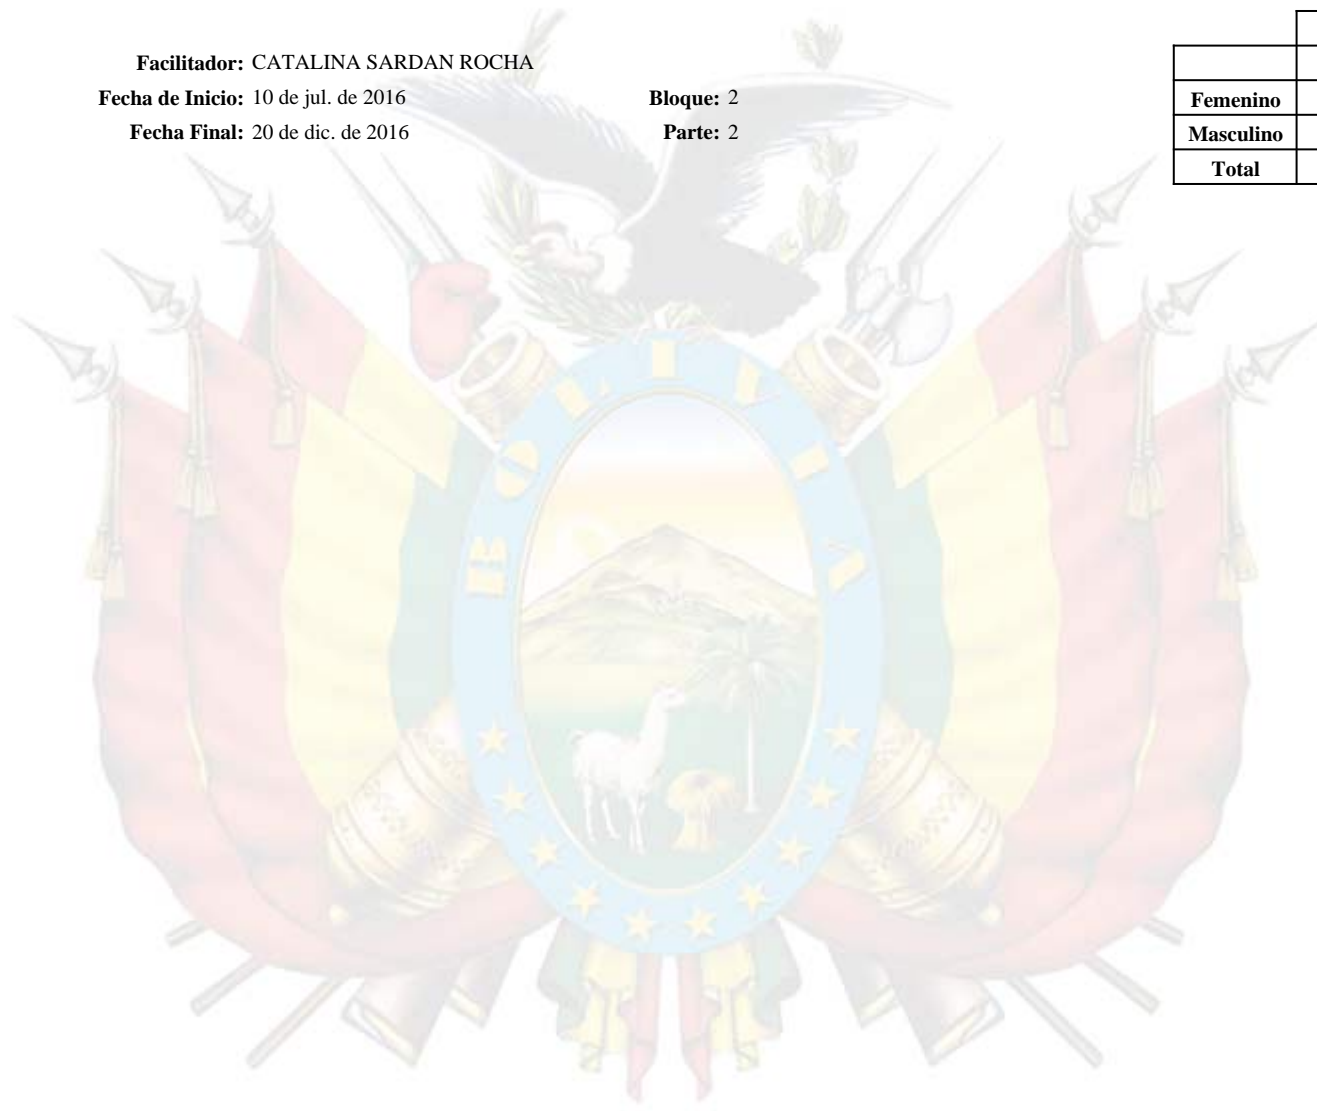 Facilitador: CATALINA SARDAN ROCHA
Fecha de Inicio: 10 de jul. de 2016 Bloque: 2
Fecha Final: 20 de dic. de 2016 Parte: 2
Femenino
Masculino
Total
BOLIVIA